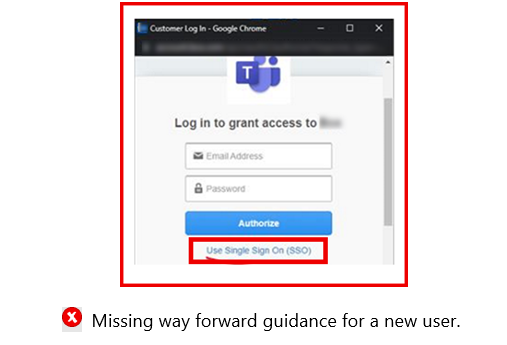 Customer Log In - Google Chrome
T
Log in to grant access to
Email Address
Password
Authorize
Use Single Sign On (SSO)
Missing way forward guidance for a new user.